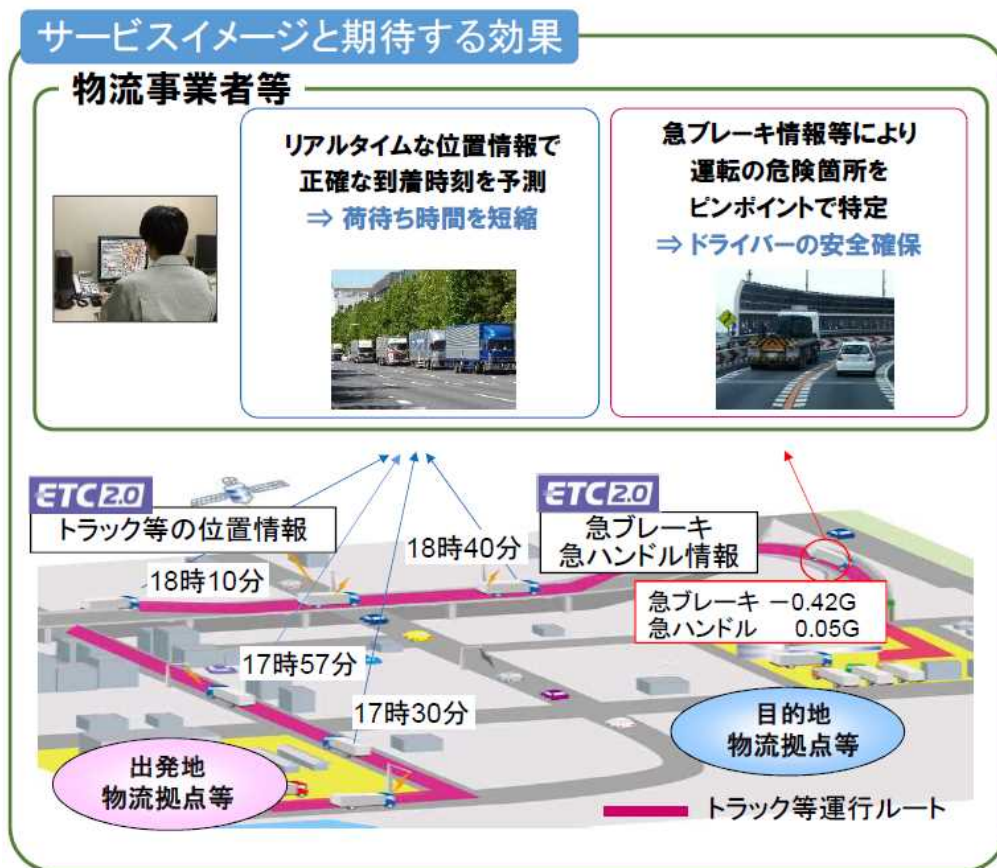 サービスイメージと期待する効果
物流事業者等
リアルタイムな位置情報で
正確な到着時刻を予測
⇒ 荷待ち時間を短縮
急ブレーキ情報等により
運転の危険箇所を
ピンポイントで特定
⇒ ドライバーの安全確保
ETC2.0
トラック等の位置情報
ETC2.0
急ブレーキ
急ハンドル情報
18時40分
18時10分
急ブレーキ －0.42G
急ハンドル 0.05G
17時57分
17時30分
目的地
物流拠点等
出発地
物流拠点等
トラック等運行ルート